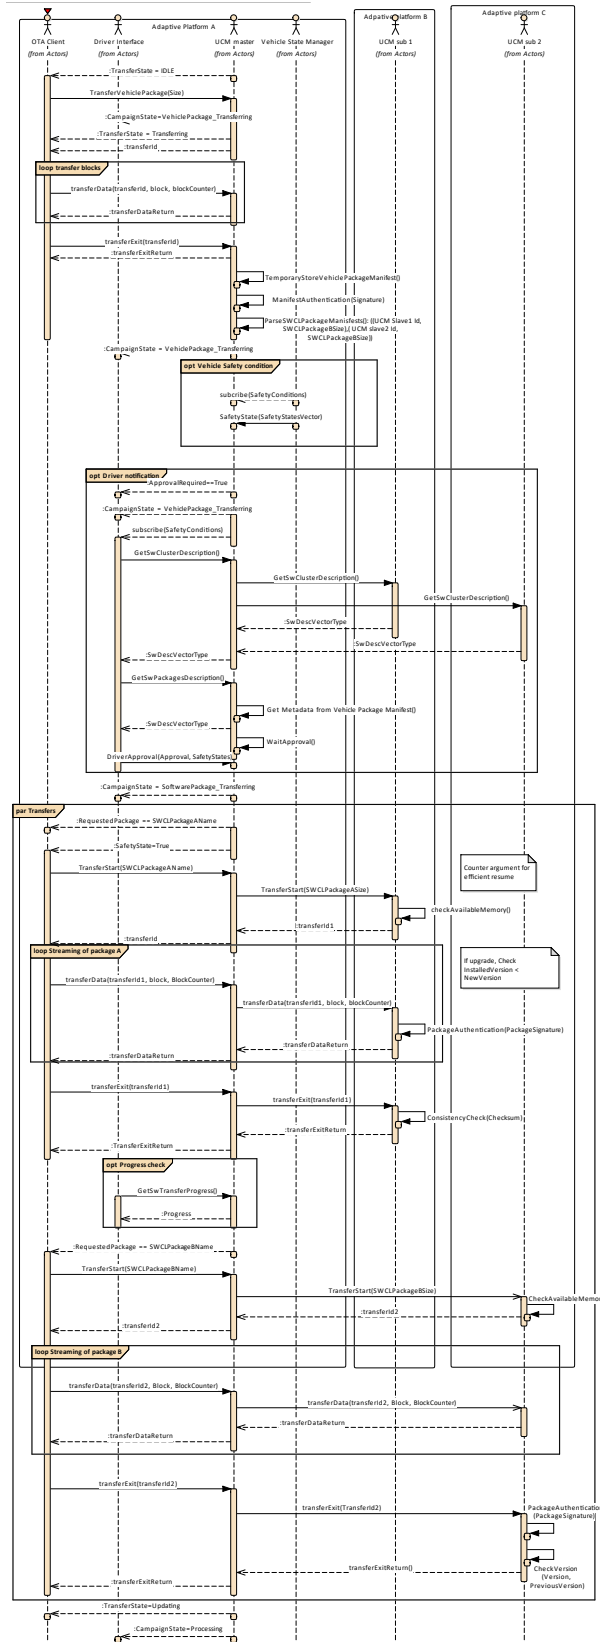 Adaptive Platform A
Adaptive Platform B
Adaptive platform C
OTA Client
(from Actors)
Driver Interface
(from Actors)
UCM master
(from Actors)
Vehicle State Manager
(from Actors)
UCM sub 1
(from Actors)
UCM sub 2
(from Actors)
:TransferState = IDLE
TransferVehiclePackage(Size)
:CampaignState=VehiclePackage_Transferring
:TransferState = Transferring
:transferId
loop transfer blocks
transferData(transferId, block, blockCounter)
:transferDataReturn
transferExit(transferId)
:transferExitReturn
TemporaryStoreVehiclePackageManifest()
ManifestAuthentication(Signature)
ParseSWCLPackageManisfests(): ((UCM Slave1 Id,
SWCLPackageBSize),( UCM slave2 Id,
SWCLPackageBSize))
:CampaignState = VehiclePackage_Transferring
opt Vehicle Safety condition
subcribe(SafetyConditions)
SafetyState(SafetyStatesVector)
opt Driver notification
ApprovalRequired==True
:CampaignState = VehiclePackage_Transferring
subscribe(SafetyConditions)
GetSwClusterDescription()
GetSwClusterDescription()
GetSwClusterDescription()
:SwDescVectorType
:SwDescVectorType
:SwDescVectorType
GetSwPackagesDescription()
Get Metadata from Vehicle Package Manifest()
:SwDescVectorType
WaitApproval()
DriverApproval(Approval, SafetyStates)
:CampaignState = SoftwarePackage_Transferring
par Transfers
:RequestedPackage == SWCLPackageAName
:SafetyState=True
TransferStart(SWCLPackageAName)
Counter argument for
efficient resume
TransferStart(SWCLPackageASize)
checkAvailableMemory()
:transferId1
:transferId
loop Streaming of package A
If upgrade, Check
InstalledVersion <
NewVersion
transferData(transferId1, block, BlockCounter)
transferData(transferId1, block, blockCounter)
PackageAuthentication(PackageSignature)
:transferDataReturn
:transferDataReturn
transferExit(transferId1)
transferExit(transferId1)
ConsistencyCheck(Checksum)
:transferExitReturn
:TransferExitReturn
opt Progress check
GetSwTransferProgress()
:Progress
:RequestedPackage == SWCLPackageBName
TransferStart(SWCLPackageBName)
TransferStart(SWCLPackageBSize)
CheckAvailableMemo
:transferId2
:transferId2
loop Streaming of package B
transferData(transferId2, Block, BlockCounter)
transferData(transferId2, Block, BlockCounter)
:transferDataReturn
:transferDataReturn
transferExit(transferId2)
transferExit(TransferId2)
PackageAuthentication
(PackageSignature)
CheckVersion
(Version,
PreviousVersion)
transferExitReturn()
:transferExitReturn
:TransferState=Updating
:CampaignState=Processing